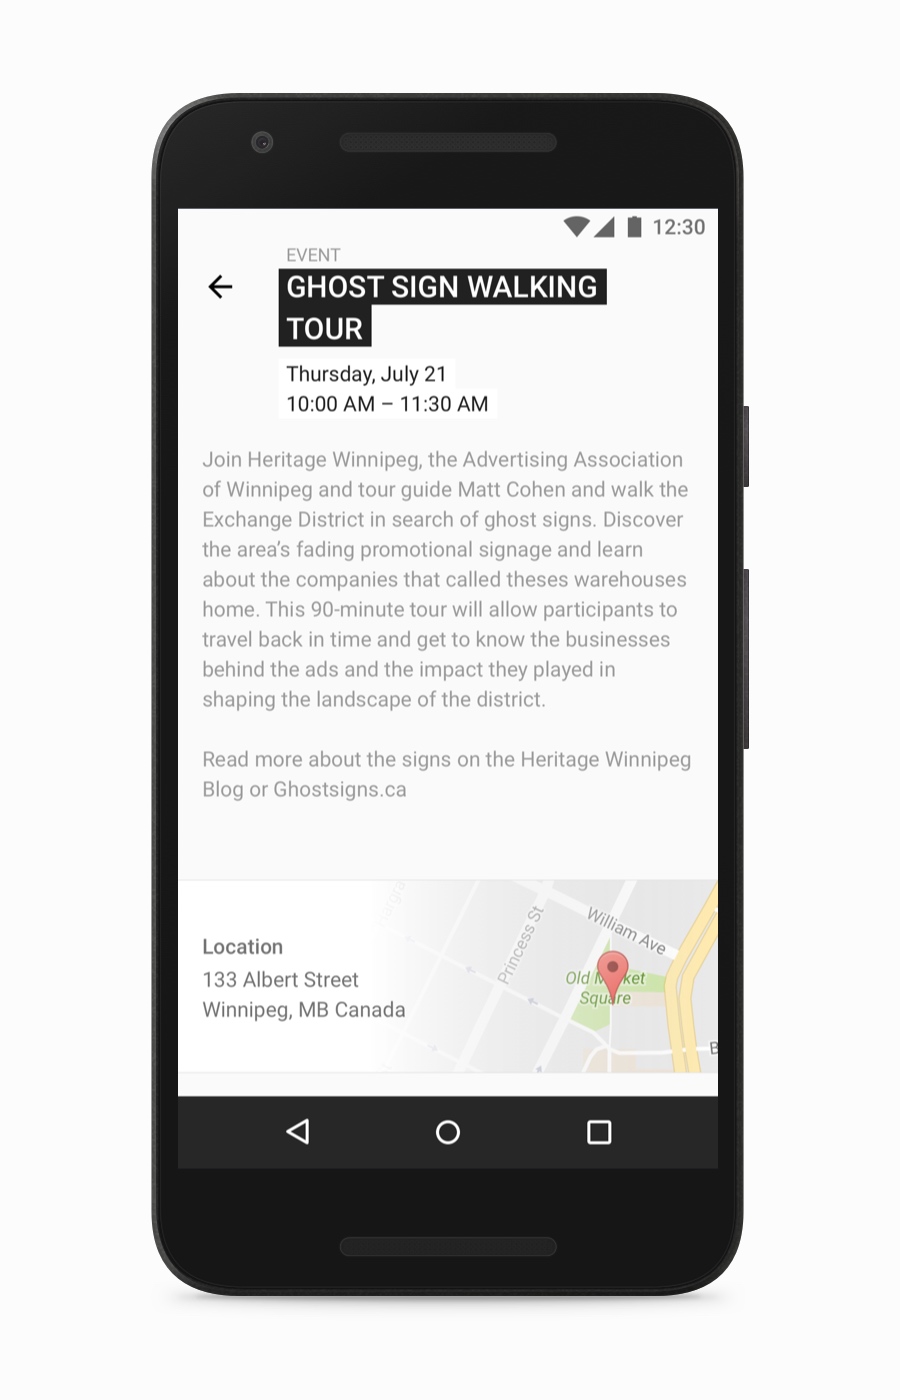 12:30
EVENT
GHOST SIGN WALKING
TOUR
Thursday, July 21
10:00 AM – 11:30 AM
Join Heritage Winnipeg, the Advertising Association
of Winnipeg and tour guide Matt Cohen and walk the
Exchange District in search of ghost signs. Discover
the area’s fading promotional signage and learn
about the companies that called theses warehouses
home. This 90-minute tour will allow participants to
travel back in time and get to know the businesses
behind the ads and the impact they played in
shaping the landscape of the district.
Read more about the signs on the Heritage Winnipeg
Blog or Ghostsigns.ca
Location
133 Albert Street
Winnipeg, MB Canada
Princess St
William Ave
Old Market
Square